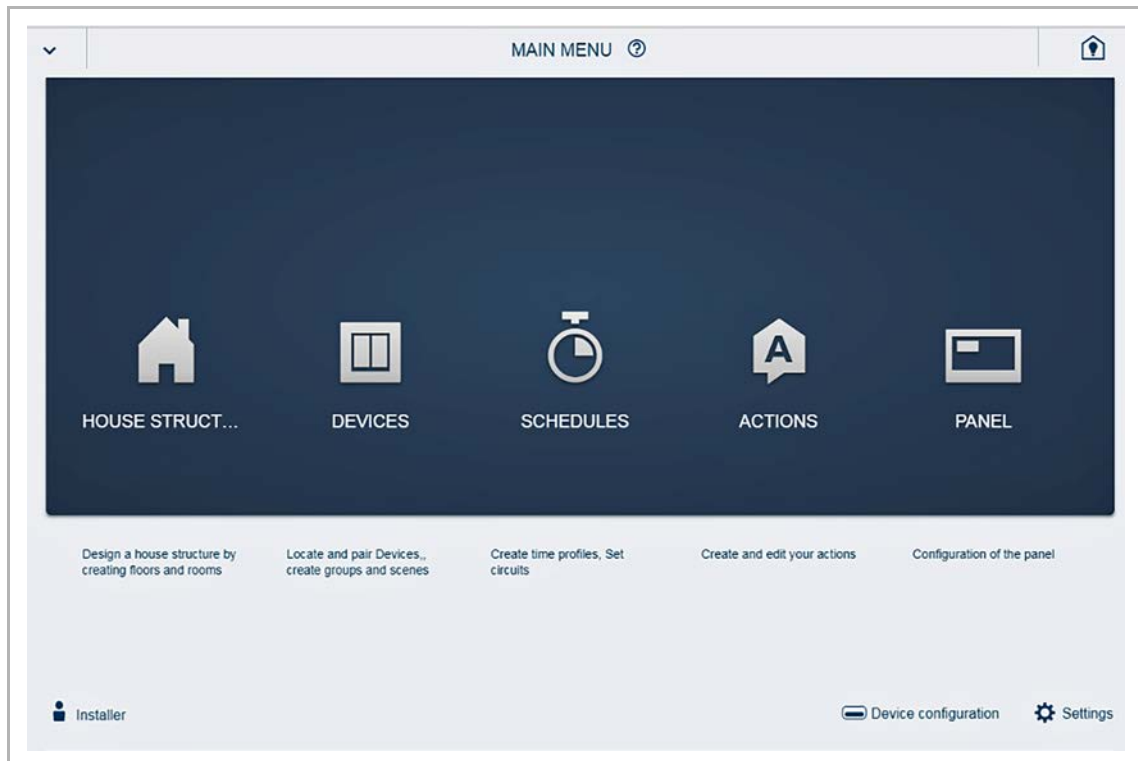 MAIN MENU ?
HOUSE STRUCT...
DEVICES
SCHEDULES
A
ACTIONS
PANEL
Design a house structure by
creating floors and rooms
Locate and pair Devices,,
create groups and scenes
Create time profiles, Set
circuits
Create and edit your actions
Configuration of the panel
Installer
Device configuration
Settings